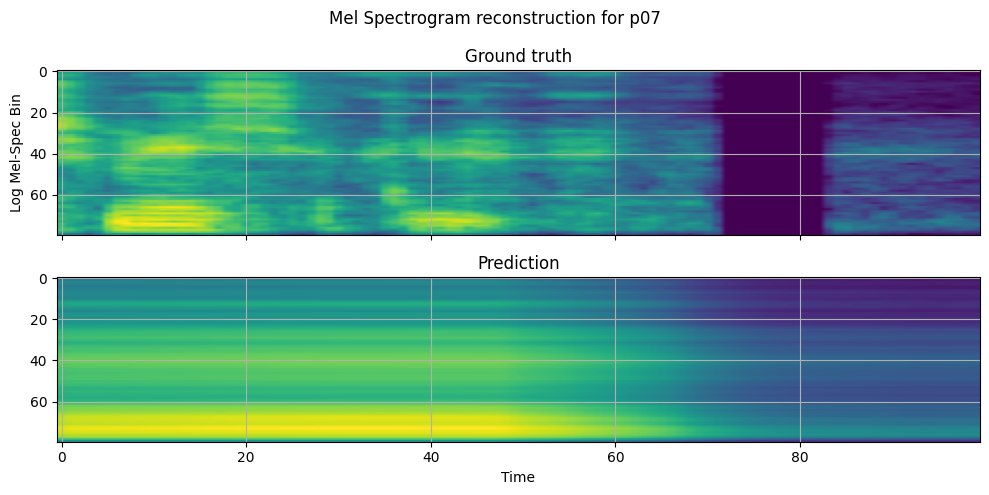 Mel Spectrogram reconstruction for p07
Ground truth
Log Mel-Spec Bin
0
20
40
60
Prediction
0
20
40
60
0 20 40 60 80
Time